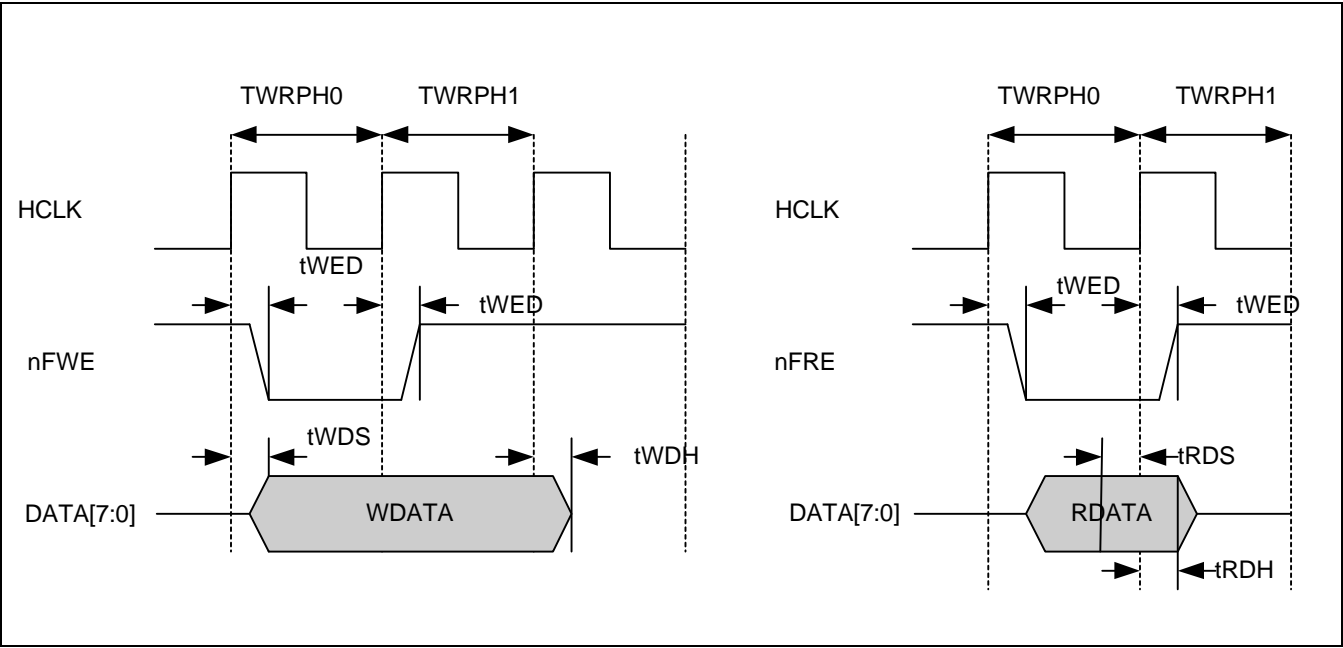 TWRPH0 TWRPH1
HCLK
tWED
tWED
nFWE
tWDS
tWDH
DATA[7:0]
WDATA
TWRPH0 TWRPH1
HCLK
tWED
tWED
nFRE
tRDS
DATA[7:0]
RDATA
tRDH